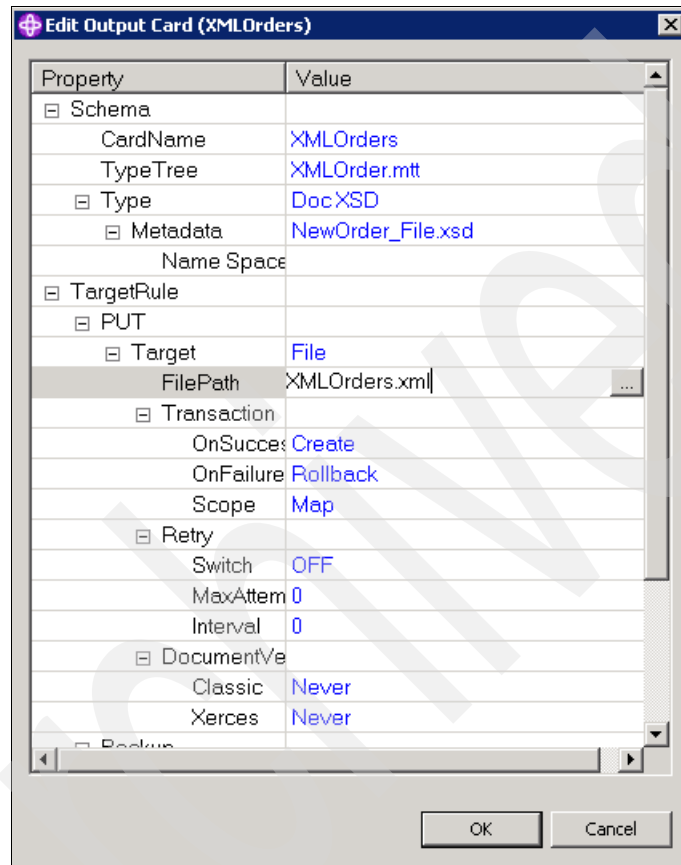 Edit Output Card (XMLOrders)
Property Value
Schema
CardName XMLOrders
TypeTree XMLOrder.mtt
Type Doc XSD
Metadata NewOrder_File.xsd
Name Space
TargetRule
PUT
Target File
FilePath XMLOrders.xml ...
Transaction
OnSucces Create
OnFailure Rollback
Scope Map
Retry
Switch OFF
MaxAttem 0
Interval 0
DocumentVe
Classic Never
Xerces Never
Backup
OK Cancel